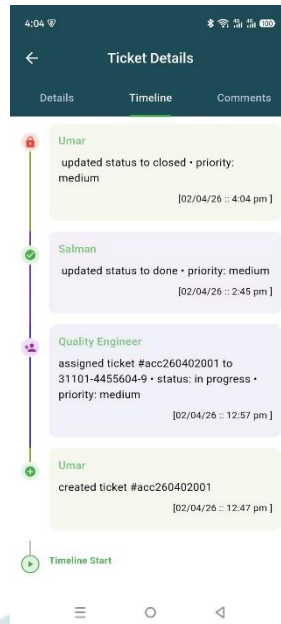 4:04
100
Ticket Details
Details Timeline Comments
Umar
updated status to closed • priority:
medium
[02/04/26 :: 4:04 pm ]
Salman
updated status to done • priority: medium
[02/04/26 :: 2:45 pm ]
Quality Engineer
assigned ticket #acc260402001 to
31101-4455604-9 • status: in progress •
priority: medium
[02/04/26 :: 12:57 pm ]
Umar
created ticket #acc260402001
[02/04/26 :: 12:47 pm ]
Timeline Start